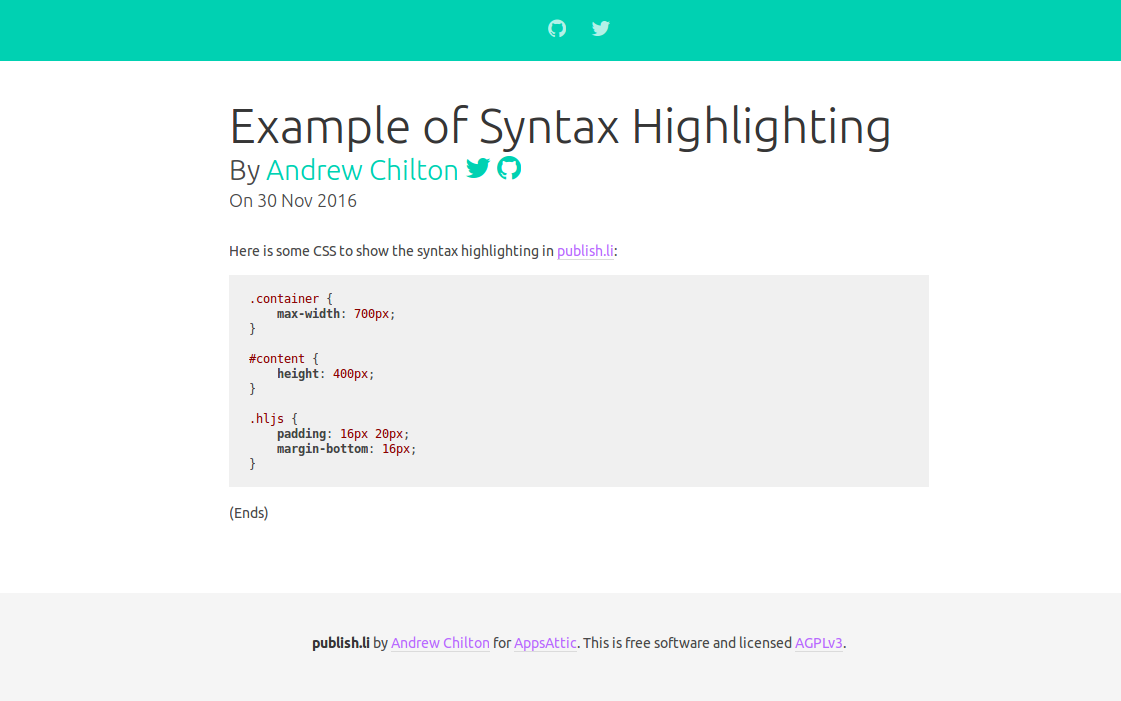 Example of Syntax Highlighting
By Andrew Chilton
On 30 Nov 2016
Here is some CSS to show the syntax highlighting in publish.li:
.container {
    max-width: 700px;
}
#content {
    height: 400px;
}
.hljs {
    padding: 16px 20px;
    margin-bottom: 16px;
}
(Ends)
publish.li by Andrew Chilton for AppsAttic. This is free software and licensed AGPLv3.